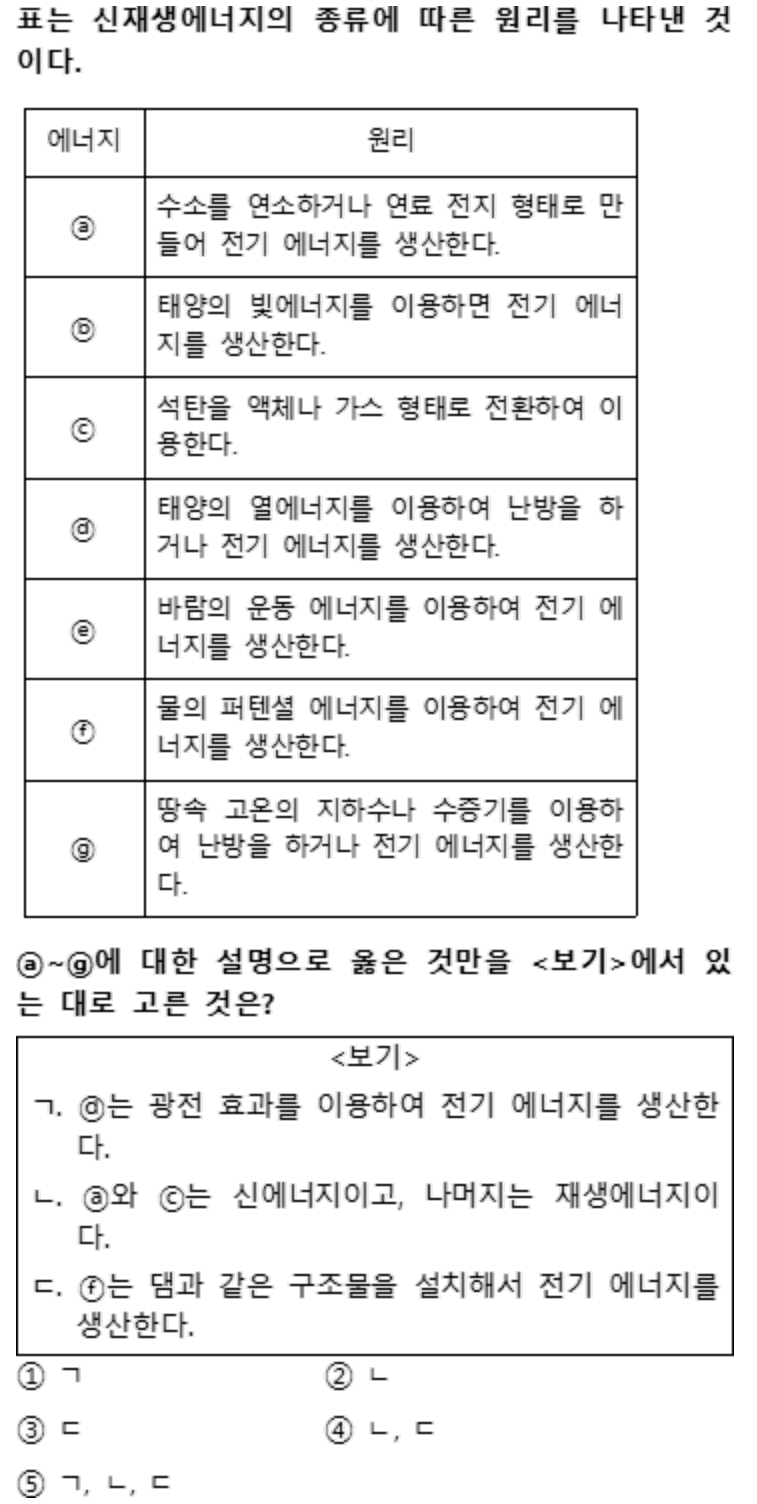 표는 신재생에너지의 종류에 따른 원리를 나타낸 것
이다.
에너지 원리
ⓐ 수소를 연소하거나 연료 전지 형태로 만
들어 전기 에너지를 생산한다.
ⓑ 태양의 빛에너지를 이용하면 전기 에너
지를 생산한다.
ⓒ 석탄을 액체나 가스 형태로 전환하여 이
용한다.
ⓓ 태양의 열에너지를 이용하여 난방을 하
거나 전기 에너지를 생산한다.
ⓔ 바람의 운동 에너지를 이용하여 전기 에
너지를 생산한다.
ⓕ 물의 퍼텐셜 에너지를 이용하여 전기 에
너지를 생산한다.
ⓖ 땅속 고온의 지하수나 수증기를 이용하
여 난방을 하거나 전기 에너지를 생산한
다.
ⓐ~ⓖ에 대한 설명으로 옳은 것만을 <보기>에서 있
는 대로 고른 것은?
<보기>
ㄱ. ⓓ는 광전 효과를 이용하여 전기 에너지를 생산한
다.
ㄴ. ⓐ와 ⓒ는 신에너지이고, 나머지는 재생에너지이
다.
ㄷ. ⓕ는 댐과 같은 구조물을 설치해서 전기 에너지를
생산한다.
① ㄱ ② ㄴ
③ ㄷ ④ ㄴ, ㄷ
⑤ ㄱ, ㄴ, ㄷ